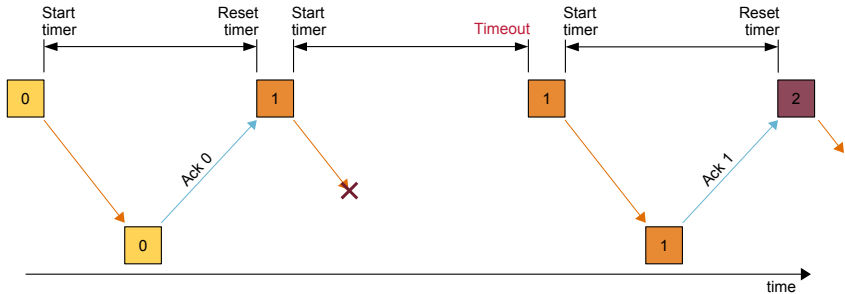 Start
timer
Reset
timer
Start
timer
Timeout
Start
timer
Reset
timer
0
1
1
2
Ack 0
Ack 1
0
1
time